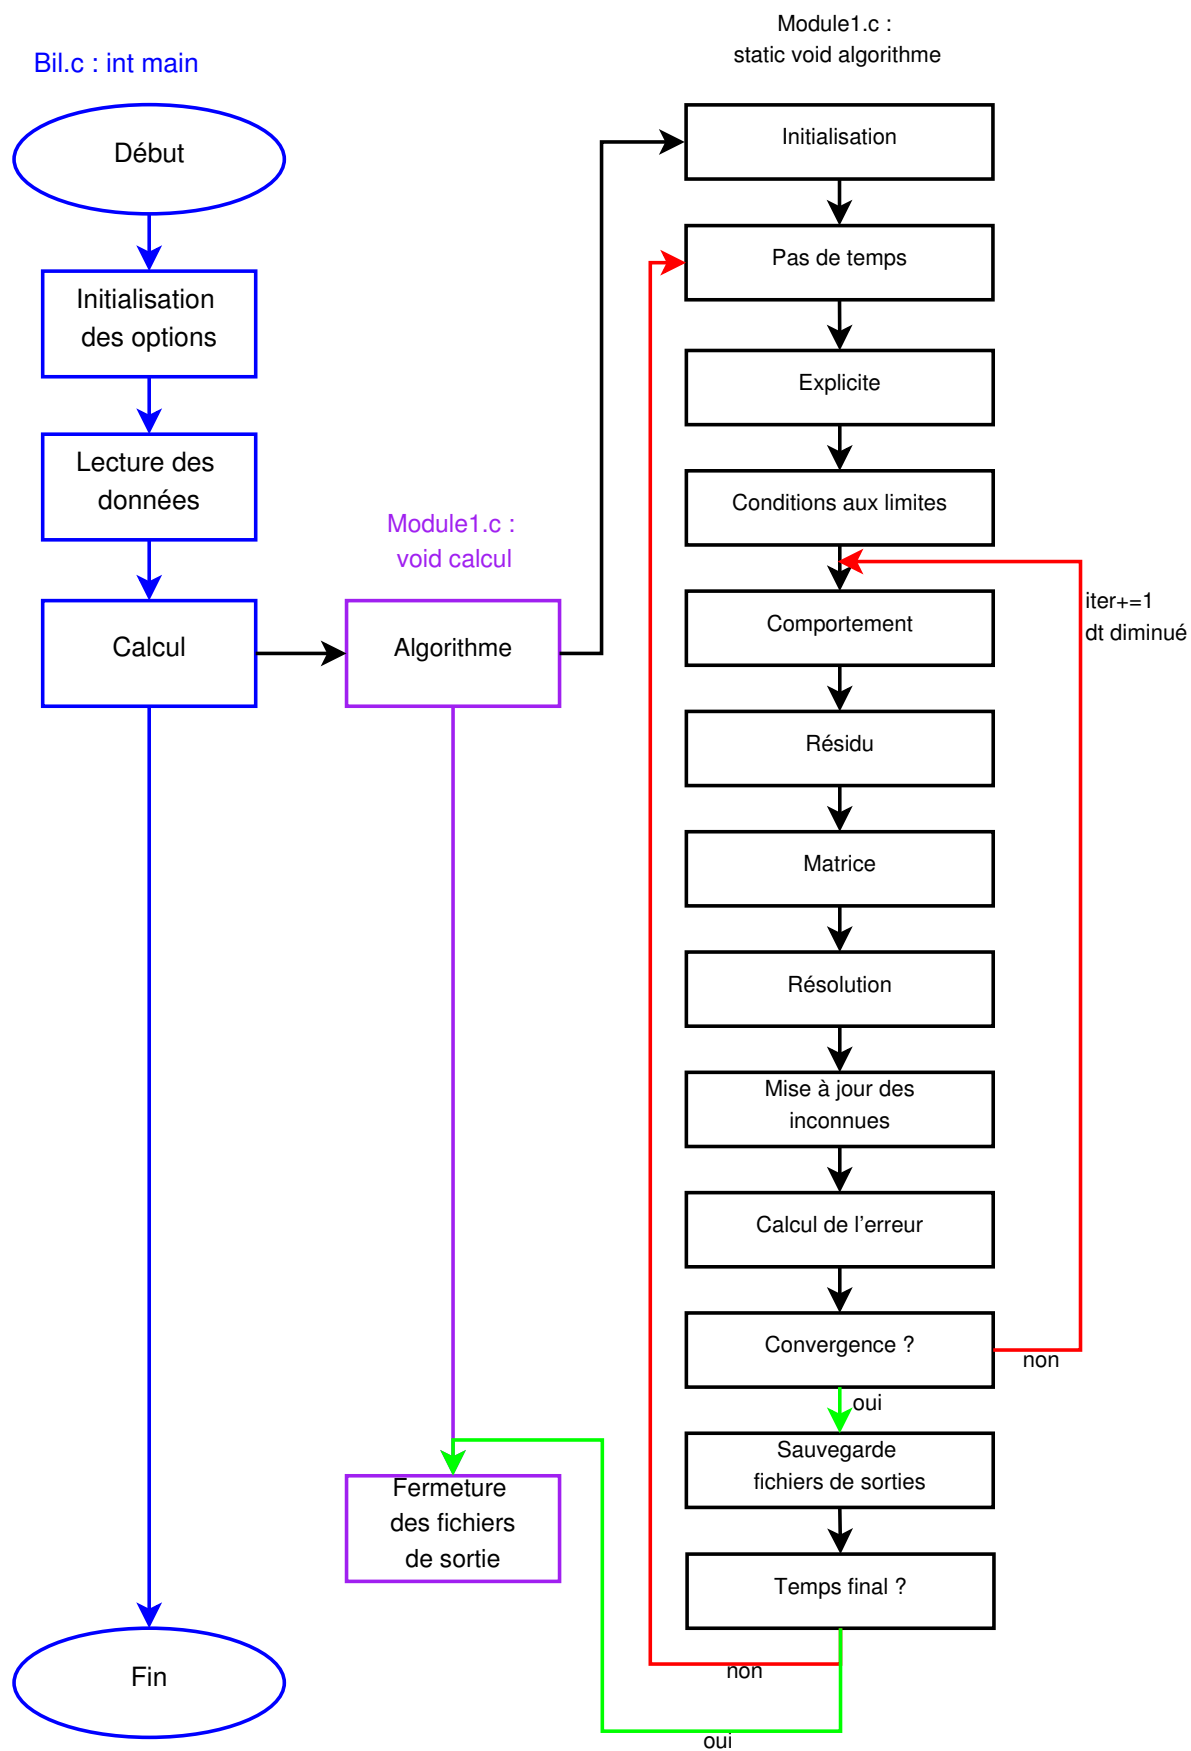 Bil.c : int main
Début
Initialisation
des options
Lecture des
données
Calcul
Fin
Module1.c :
void calcul
Algorithme
Fermeture
des fichiers
de sortie
Module1.c :
static void algorithme
Initialisation
Pas de temps
Explicite
Conditions aux limites
Comportement
Résidu
Matrice
Résolution
Mise à jour des
inconnues
Calcul de l'erreur
Convergence ?
non
iter+=1
dt diminué
oui
Sauvegarde
fichiers de sorties
Temps final ?
non
oui